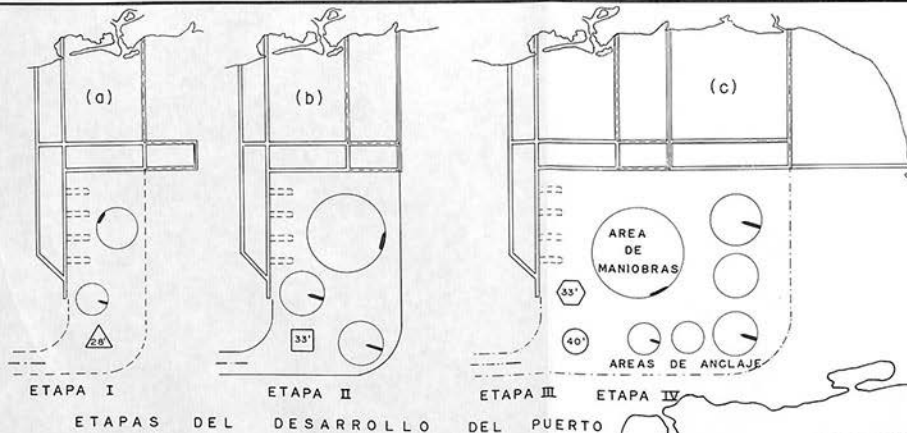 (a)
(b)
(c)
AREA
DE
MANIOBRAS
33'
28'
33'
40'
AREAS DE ANCLAJE
ETAPA I
ETAPA II
ETAPA III
ETAPA IV
ETAPAS DEL DESARROLLO DEL PUERTO